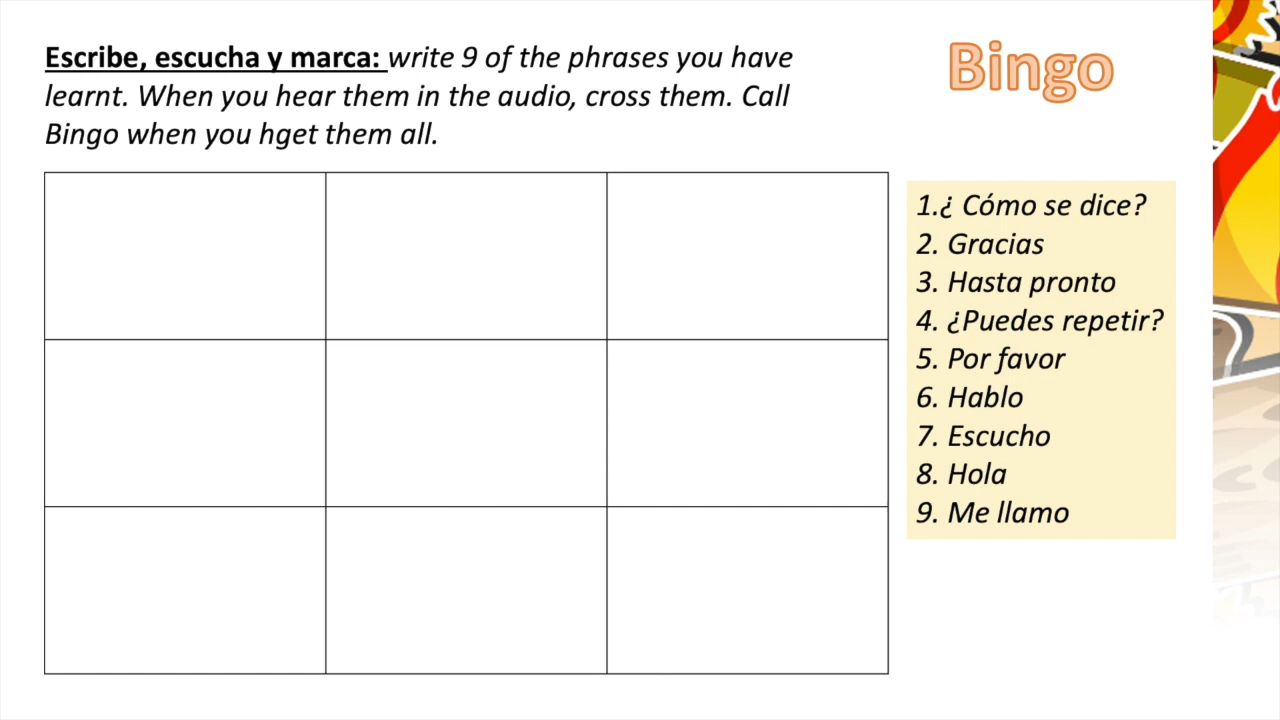 Escribe, escucha y marca: write 9 of the phrases you have
learnt. When you hear them in the audio, cross them. Call
Bingo when you hget them all.
Bingo
1.¿ Cómo se dice?
2. Gracias
3. Hasta pronto
4. ¿Puedes repetir?
5. Por favor
6. Hablo
7. Escucho
8. Hola
9. Me llamo